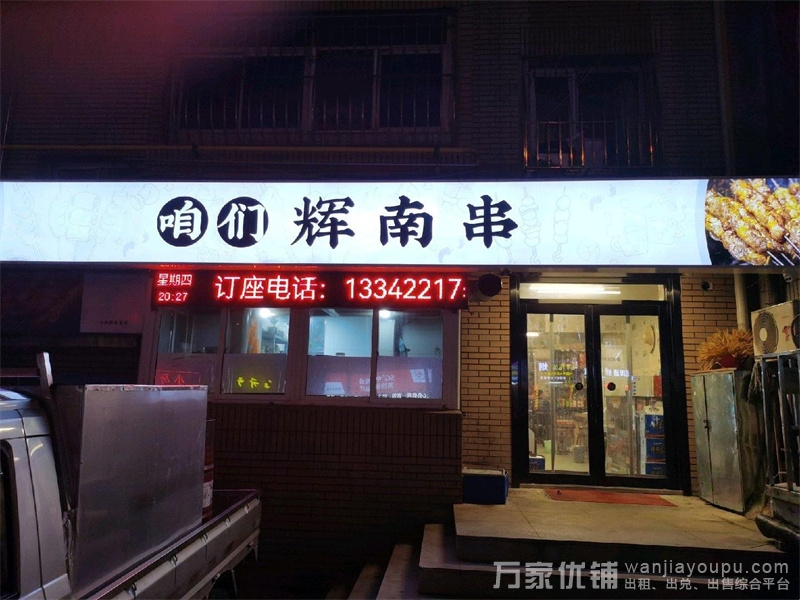 咱们辉南串
星期四
20:27
订座电话：13342217
万家优铺
wanjiayoupu.com
出租、出兑、出售综合平台